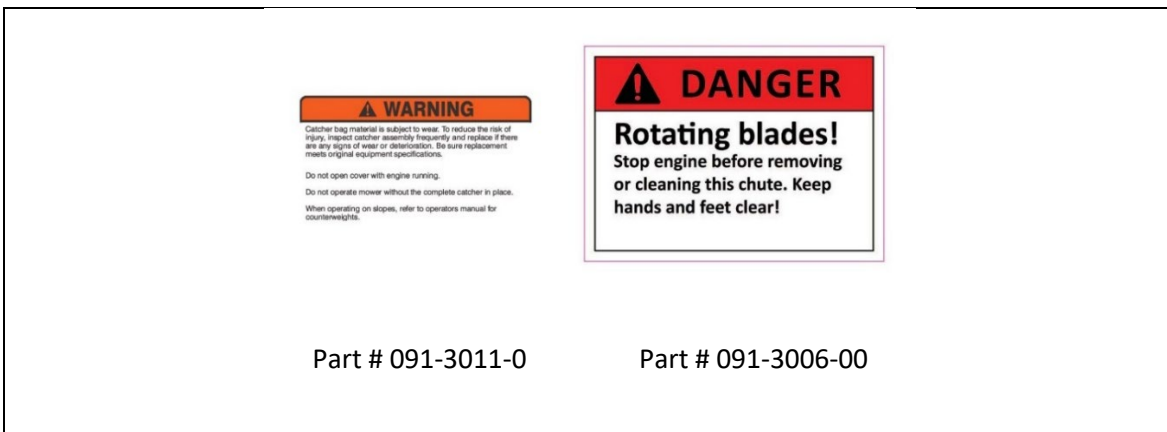 WARNING
Catcher bag material is subject to wear. To reduce the risk of
injury, inspect catcher assembly frequently and replace if there
are any signs of wear or deterioration. Be sure replacement
meets original equipment specifications.
Do not open cover with engine running.
Do not operate mower without the complete catcher in place.
When operating on slopes, refer to operators manual for
counterweights.
DANGER
Rotating blades!
Stop engine before removing
or cleaning this chute. Keep
hands and feet clear!
Part # 091-3011-0
Part # 091-3006-00